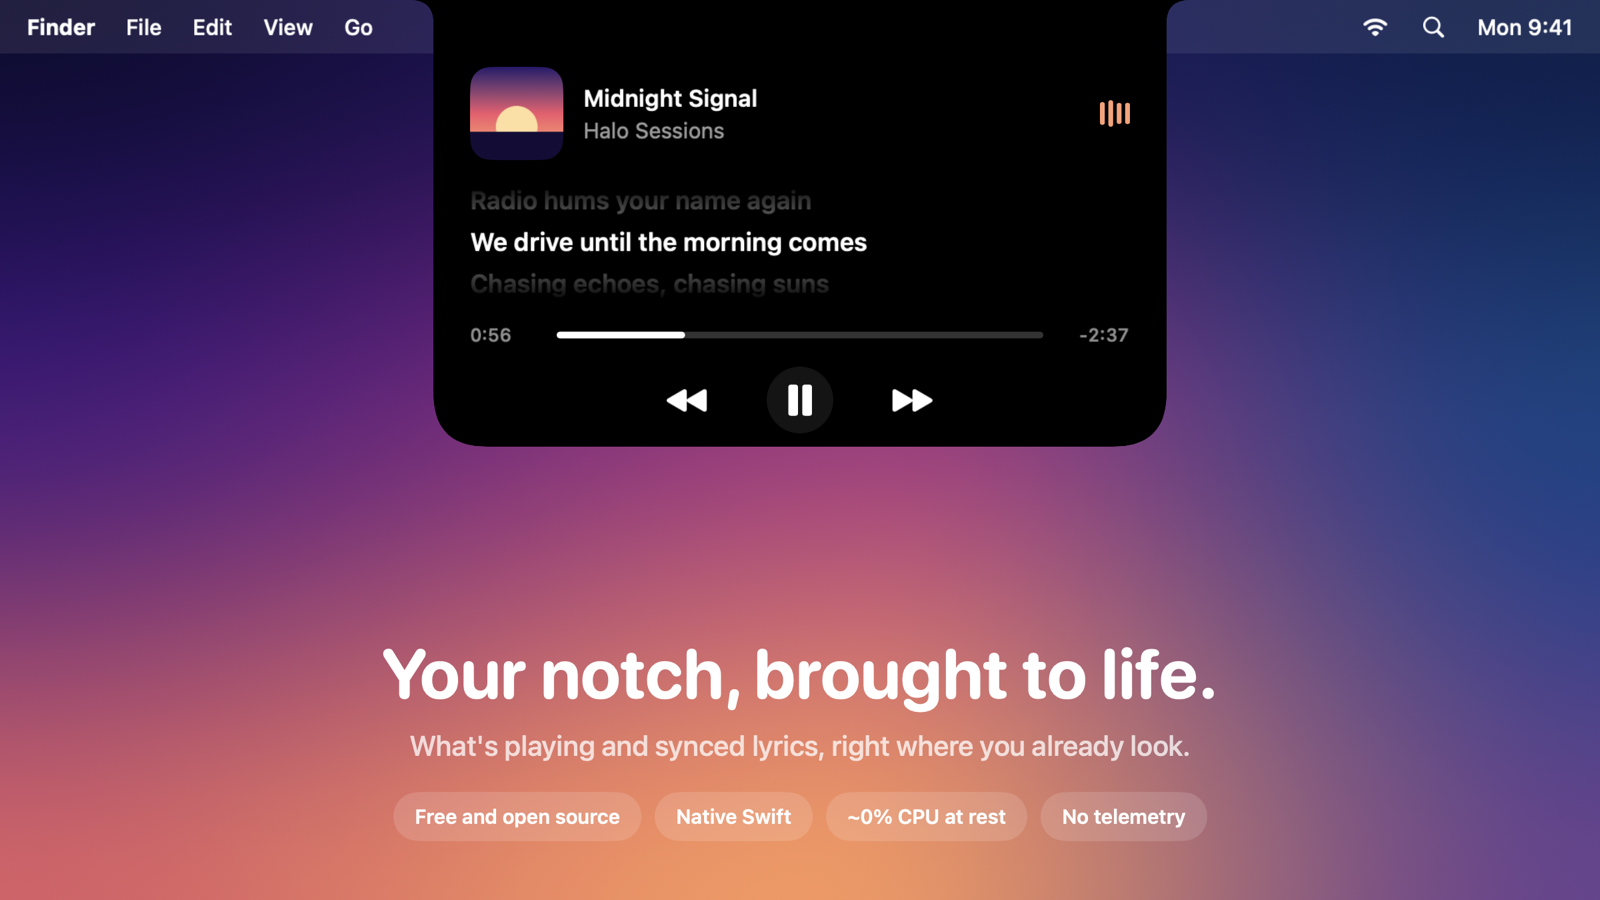 Finder File Edit View Go Mon 9:41
Midnight Signal
Halo Sessions
Radio hums your name again
We drive until the morning comes
Chasing echoes, chasing suns
0:56 -2:37
Your notch, brought to life.
What's playing and synced lyrics, right where you already look.
Free and open source Native Swift ~0% CPU at rest No telemetry